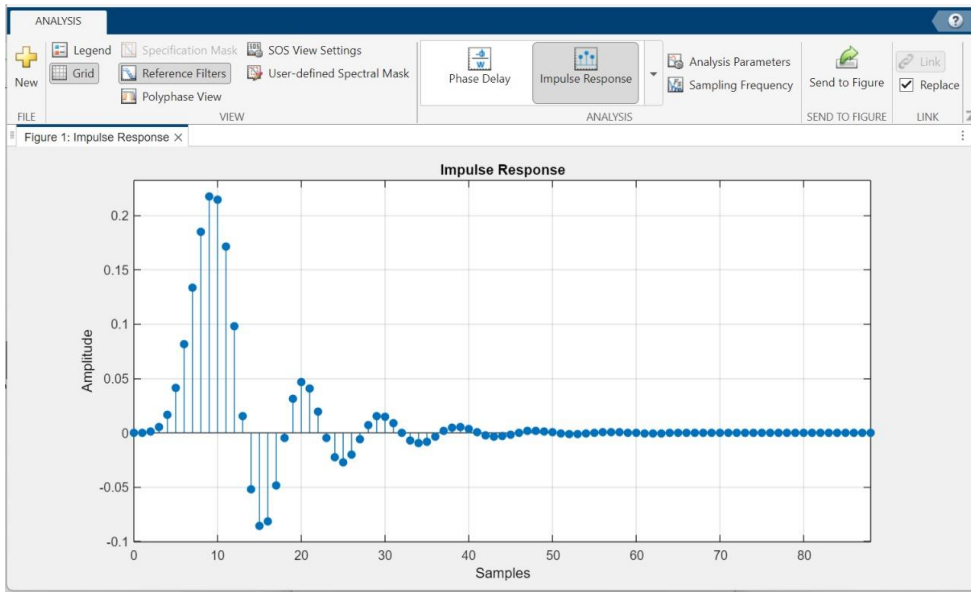 ANALYSIS
?
New
Legend
Grid
Specification Mask
Reference Filters
Polyphase View
SOS View Settings
User-defined Spectral Mask
Phase Delay
Impulse Response
Analysis Parameters
Sampling Frequency
Send to Figure
Link
Replace
FILE
VIEW
ANALYSIS
SEND TO FIGURE
LINK
Figure 1: Impulse Response ×
Impulse Response
Amplitude
0.2
0.15
0.1
0.05
0
-0.05
-0.1
0 10 20 30 40 50 60 70 80
Samples